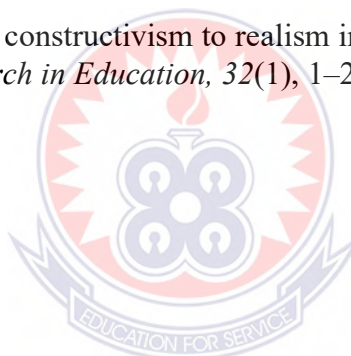 constructivism to realism in
rch in Education, 32(1), 1–2
EDUCATION FOR SERVICE